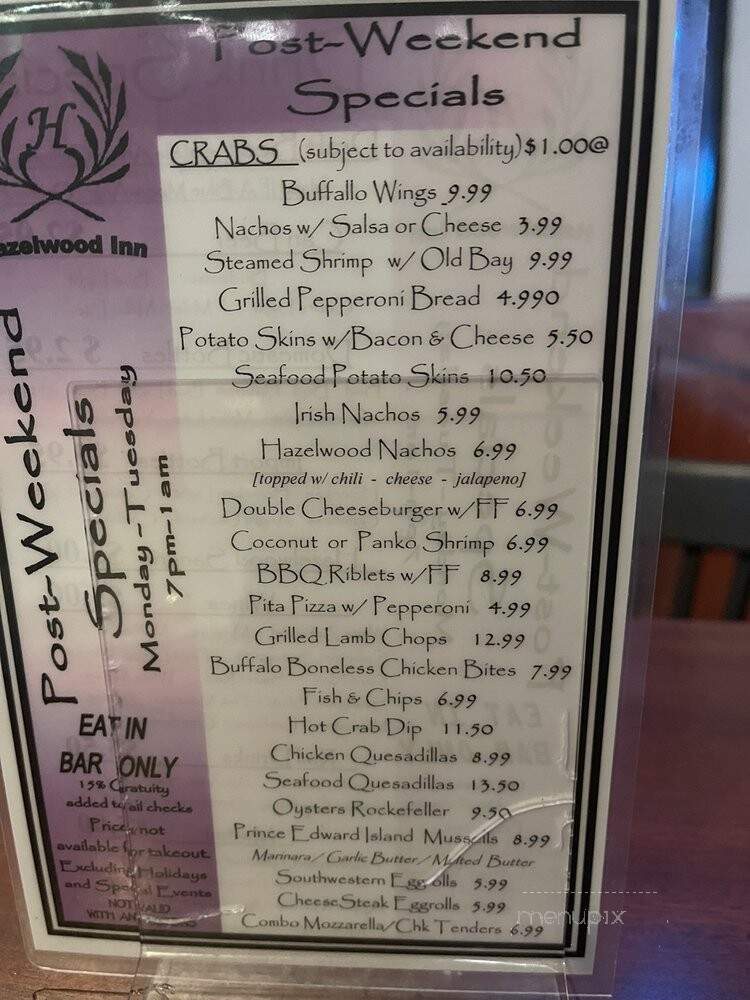 Post-Weekend
Specials
H
Hazelwood Inn
CRABS (subject to availability)$1.00@
Buffallo Wings 9.99
Nachos w/ Salsa or Cheese 3.99
Steamed Shrimp w/ Old Bay 9.99
Grilled Pepperoni Bread 4.990
Potato Skins w/Bacon & Cheese 5.50
Seafood Potato Skins 10.50
Irish Nachos 5.99
Hazelwood Nachos 6.99
[topped w/ chili - cheese - jalapeno]
Double Cheeseburger w/FF 6.99
Coconut or Panko Shrimp 6.99
BBQ Riblets w/FF 8.99
Pita Pizza w/ Pepperoni 4.99
Grilled Lamb Chops 12.99
Buffalo Boneless Chicken Bites 7.99
Fish & Chips 6.99
Hot Crab Dip 11.50
Chicken Quesadillas 8.99
Seafood Quesadillas 13.50
Oysters Rockefeller 9.50
Prince Edward Island Mussells 8.99
Marinara/ Garlic Butter/ Melted Butter
Southwestern Eggrolls 5.99
CheeseSteak Eggrolls 5.99
Combo Mozzarella/Chk Tenders 6.99
Post-Weekend
Specials
Monday-Tuesday
7pm-1am
EAT IN
BAR ONLY
15% Gratuity
added to all checks
Prices not
available for takeout
Excluding Holidays
and Special Events
NOT VALID
WITH
menupix